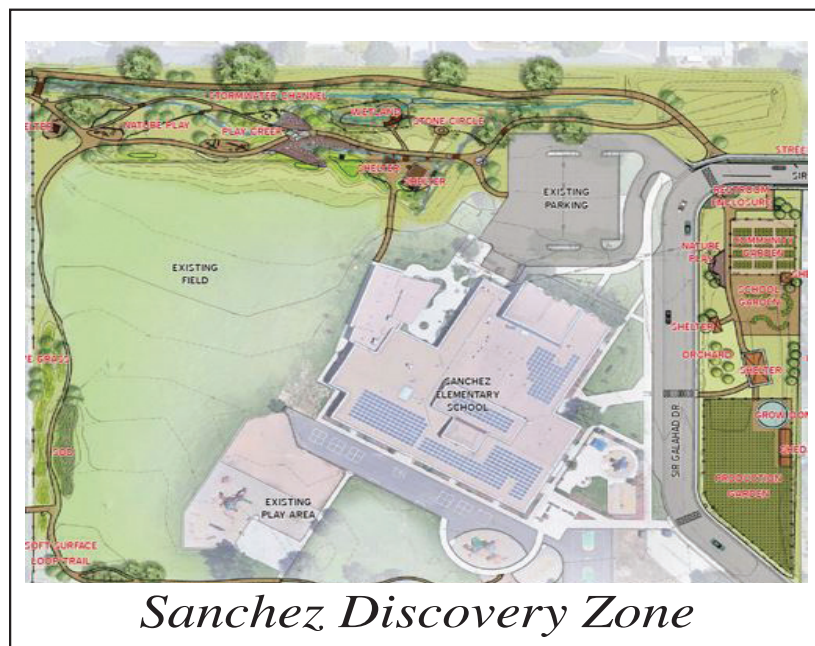 STORMWATER CHANNEL
WETLAND
NATURE PLAY
STONE CIRCLE
PLAY CREEK
SHELTER
SHELTER
EXISTING
PARKING
RESTROOM
ENCLOSURE
NATURE
PLAY
COMMUNITY
GARDEN
EXISTING
FIELD
SCHOOL
GARDEN
SHELTER
ORCHARD
SHELTER
SANCHEZ
ELEMENTARY
SCHOOL
SIR GALAHAD DR.
SOD
PRODUCTION
GARDEN
EXISTING
PLAY AREA
SOFT SURFACE
LOOP TRAIL
Sanchez Discovery Zone